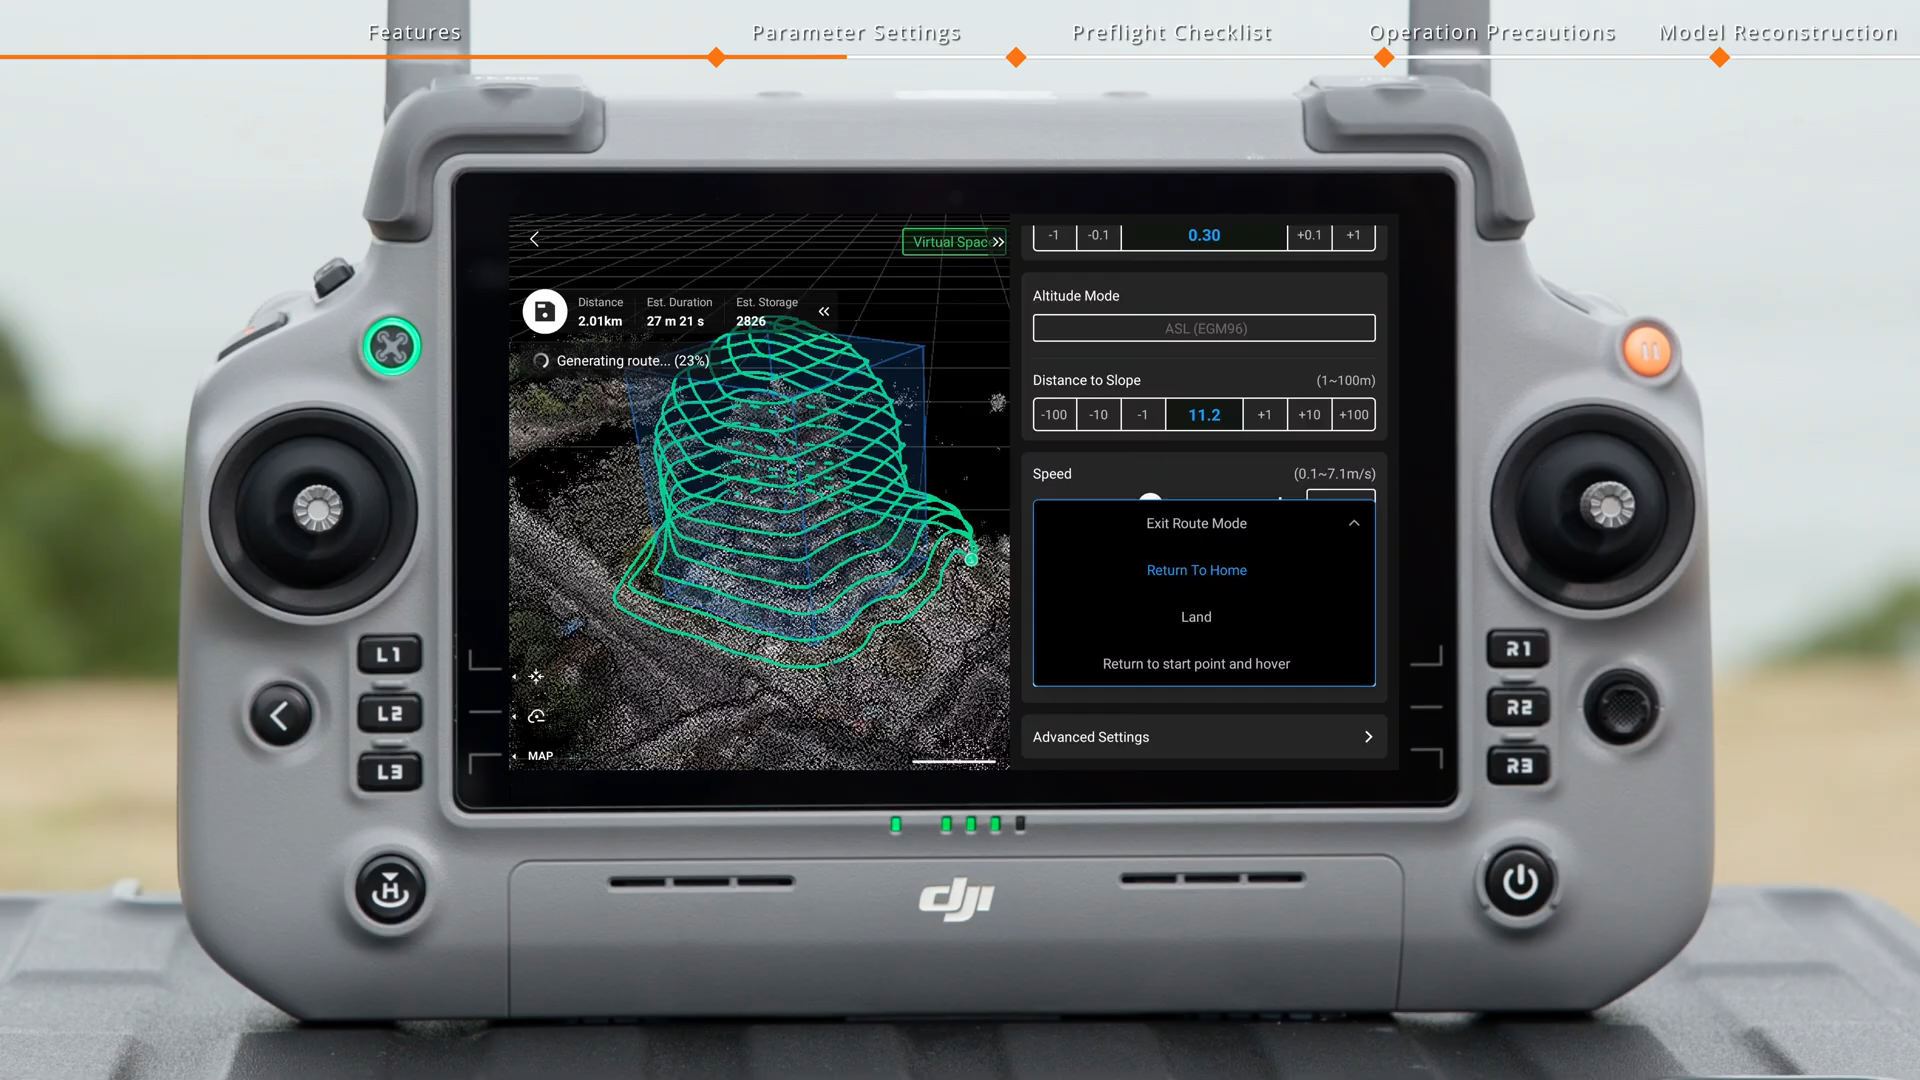 Features
Parameter Settings
Preflight Checklist
Operation Precautions
Model Reconstruction
Virtual Spac
Distance
2.01km
Est. Duration
27 m 21 s
Est. Storage
2826
Generating route... (23%)
MAP
-1 -0.1 0.30 +0.1 +1
Altitude Mode
ASL (EGM96)
Distance to Slope (1~100m)
-100 -10 -1 11.2 +1 +10 +100
Speed (0.1~7.1m/s)
Exit Route Mode
Return To Home
Land
Return to start point and hover
Advanced Settings
L1
L2
L3
R1
R2
R3
H
dji